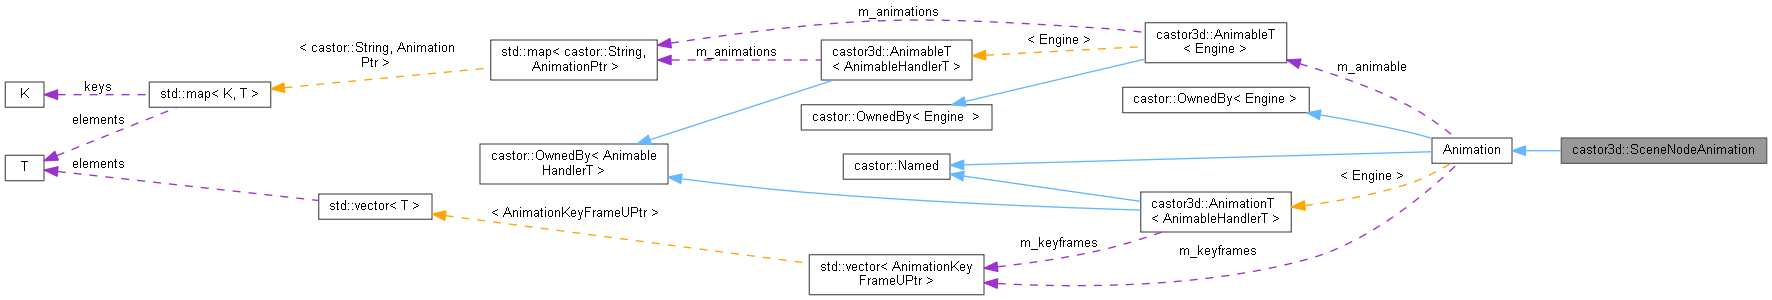 K
T
keys
elements
elements
std::map< K, T >
std::vector< T >
< castor::String, Animation
Ptr >
< AnimationKeyFrameUPtr >
std::map< castor::String,
AnimationPtr >
castor::OwnedBy< Animable
HandlerT >
m_animations
m_animations
castor3d::AnimableT
< AnimableHandlerT >
castor::OwnedBy< Engine  >
castor::Named
std::vector< AnimationKey
FrameUPtr >
< Engine >
castor3d::AnimableT
< Engine >
castor::OwnedBy< Engine >
castor3d::AnimationT
< AnimableHandlerT >
m_keyframes
m_animable
< Engine >
m_keyframes
Animation
castor3d::SceneNodeAnimation